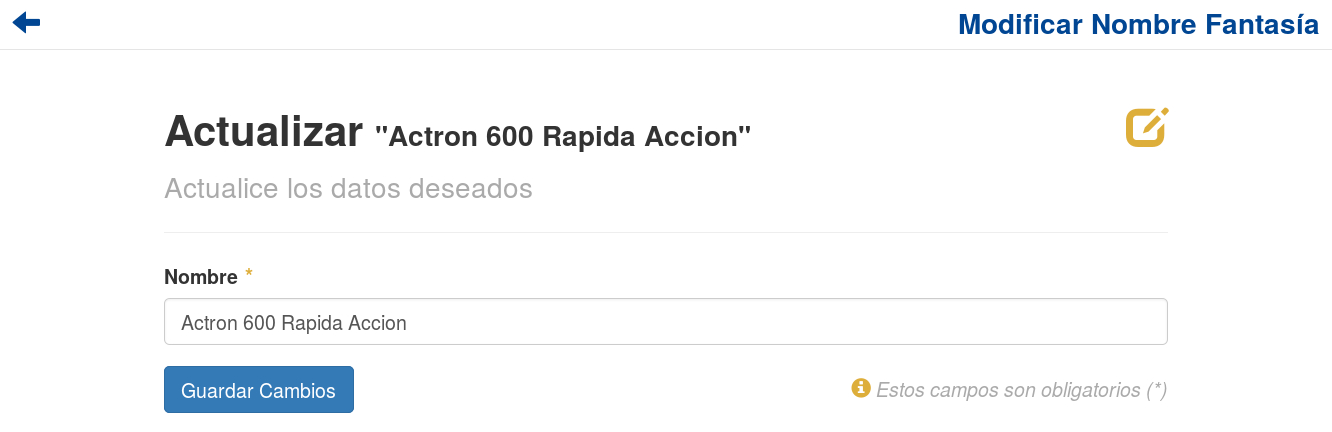 Modificar Nombre Fantasía
Actualizar "Actron 600 Rapida Accion"
Actualice los datos deseados
Nombre *
Actron 600 Rapida Accion
Guardar Cambios
Estos campos son obligatorios (*)